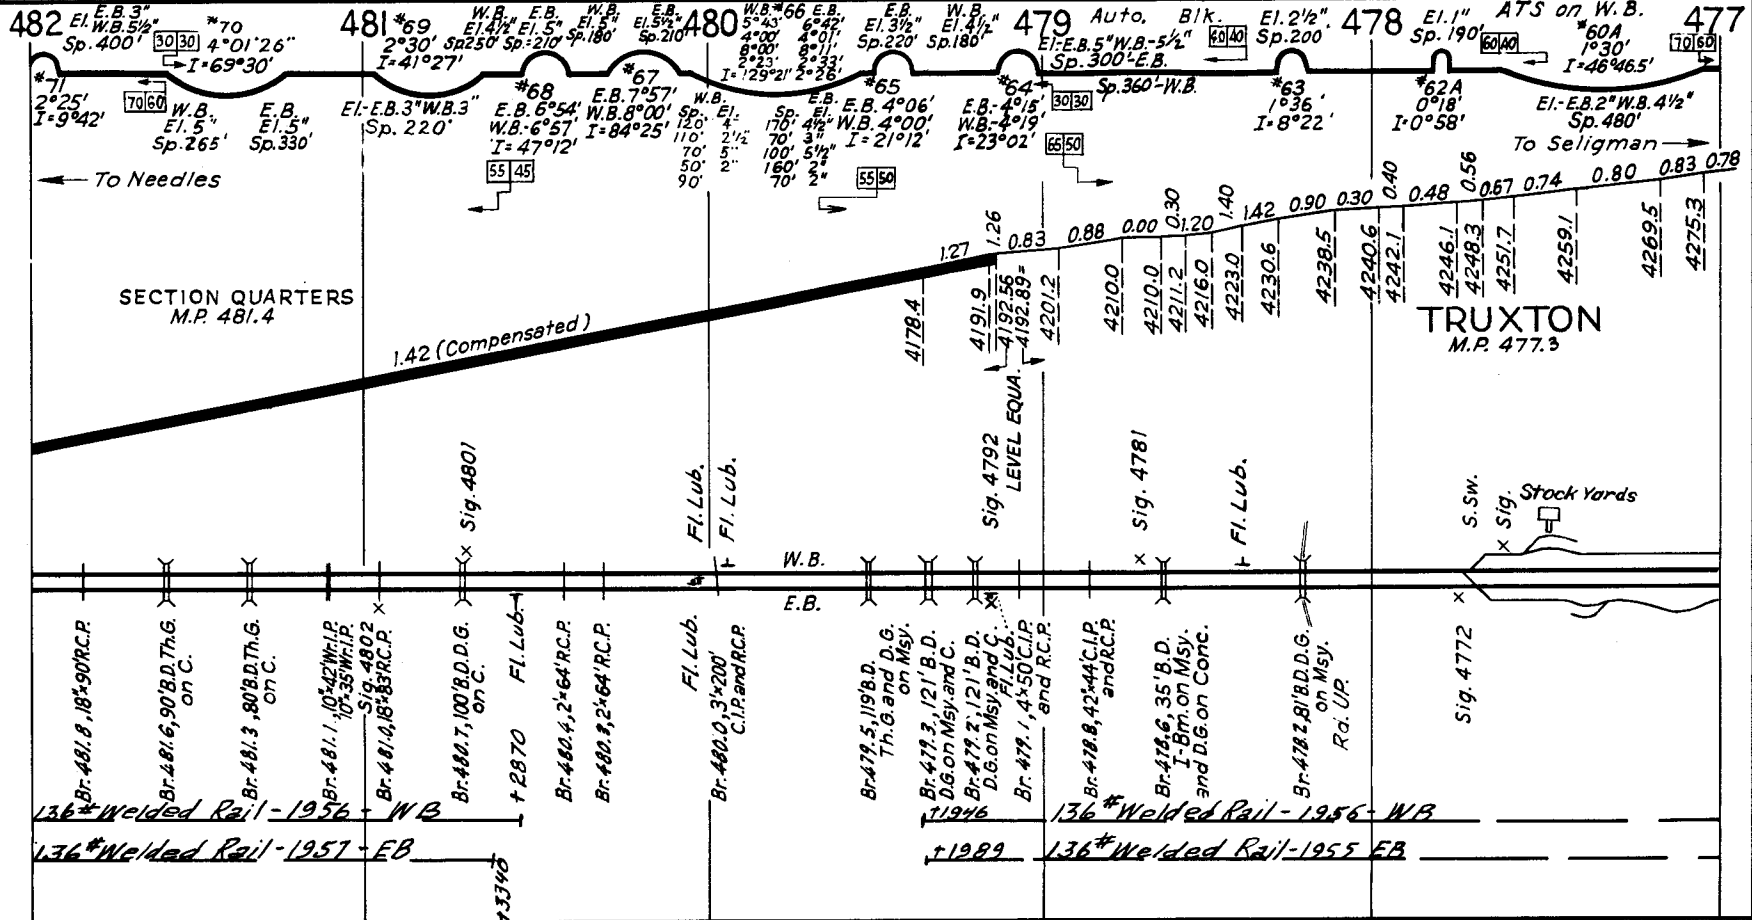 482
El. E.B. 3"
W.B. 5½"
Sp. 400'
30 30
#70
4°01'26"
I=69°30'
481
#69
2°30'
I=41°27'
W.B.
El. 4½"
Sp. 250'
E.B.
El. 5"
Sp. 210'
W.B.
El. 5"
Sp. 180'
E.B.
El. 5½"
Sp. 210'
480
W.B. #66 E.B.
5°43' 6°42'
4°00' 4°01'
8°00' 8°11'
2°23' 2°33'
I=129°21' 2°26'
E.B.
El. 3½"
Sp. 220'
W.B.
El. 4½"
Sp. 180'
479
Auto. Blk.
El.-E.B. 5" W.B.-5½"
Sp. 300'-E.B.
Sp. 360'-W.B.
60 40
El. 2½"
Sp. 200'
478
El. 1"
Sp. 190'
ATS on W.B.
60 40
#60A
1°30'
I=46°46.5'
477
70 60
#71
2°25'
I=9°42'
70 60
W.B.
El. 5"
Sp. 265'
E.B.
El. 5"
Sp. 330'
El.-E.B. 3" W.B. 3"
Sp. 220'
#68
E.B. 6°54'
W.B.-6°57'
I=47°12'
#67
E.B. 7°57'
W.B. 8°00'
I=84°25'
W.B.
Sp. El.
120' 4"
110' 2½"
70' 5"
50' 2"
90'
E.B.
Sp. El.
170' 4½"
70' 3"
100' 5½"
160' 2"
70' 2"
#65
E.B. 4°06'
W.B. 4°00'
I=21°12'
#64
E.B.-4°15'
W.B.-4°19'
I=23°02'
30 30
#63
1°36'
I=8°22'
#62A
0°18'
I=0°58'
El.-E.B. 2" W.B. 4½"
Sp. 480'
To Needles
55 45
55 50
65 50
To Seligman
1.42 (Compensated)
1.27
1.26
0.83
0.88
0.00
0.30
1.20
1.40
1.42
0.90
0.30
0.40
0.48
0.56
0.67
0.74
0.80
0.83
0.78
4178.4
4191.9
4192.56
4192.89=
4201.2
4210.0
4210.0
4211.2
4216.0
4223.0
4230.6
4238.5
4240.6
4242.1
4246.1
4248.3
4251.7
4259.1
4269.5
4275.3
SECTION QUARTERS
M.P. 481.4
TRUXTON
M.P. 477.3
LEVEL EQUA.
Sig. 4801
Fl. Lub.
Fl. Lub.
Sig. 4792
Sig. 4781
Fl. Lub.
S. Sw.
Sig.
Stock Yards
W.B.
E.B.
Br. 481.8, 18"x90'R.C.P.
Br. 481.6, 90'B.D.Th.G.
on C.
Br. 481.3, 80'B.D.Th.G.
on C.
Br. 481.1, 10"x42'Wr.I.P.
10"x35'Wr.I.P.
Sig. 4802
Br. 481.0, 18"x83'R.C.P.
Br. 480.7, 100'B.D.D.G.
on C.
Fl. Lub.
+2870
Br. 480.4, 2'x64'R.C.P.
Br. 480.3, 2'x64'R.C.P.
Fl. Lub.
Br. 480.0, 3'x200'
C.I.P. and R.C.P.
Br. 479.5, 119'B.D.
Th.G. and D.G.
on Msy.
Br. 479.3, 121' B.D.
D.G. on Msy. and C.
Br. 479.2, 121' B.D.
D.G. on Msy. and C.
Fl. Lub.
Br. 479.1, 4'x50'C.I.P.
and R.C.P.
Br. 478.8, 42"x44'C.I.P.
and R.C.P.
Br. 478.6, 35' B.D.
I-Bm. on Msy.
and D.G. on Conc.
Br. 478.2, 81'B.D.D.G.
on Msy.
Rd. UP.
Sig. 4772
136# Welded Rail - 1956 - WB
+1946
136# Welded Rail - 1956 - WB
136# Welded Rail - 1957 - EB
+3340
+1989
136# Welded Rail - 1955 EB